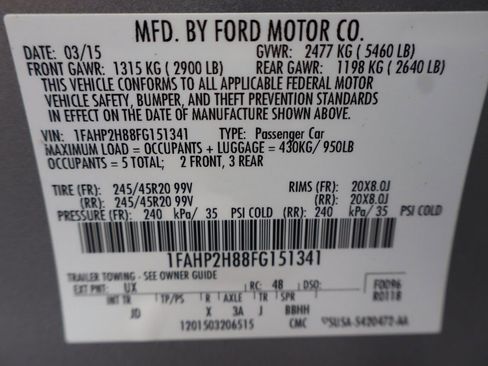 MFD. BY FORD MOTOR CO.
DATE: 03/15 GVWR: 2477 KG (5460 LB)
FRONT GAWR: 1315 KG (2900 LB) REAR GAWR: 1198 KG (2640 LB)
THIS VEHICLE CONFORMS TO ALL APPLICABLE FEDERAL MOTOR
VEHICLE SAFETY, BUMPER, AND THEFT PREVENTION STANDARDS
IN EFFECT ON THE DATE OF MANUFACTURE SHOWN ABOVE.
VIN: 1FAHP2H88FG151341 TYPE: Passenger Car
MAXIMUM LOAD = OCCUPANTS + LUGGAGE = 430KG/ 950LB
OCCUPANTS = 5 TOTAL; 2 FRONT, 3 REAR
TIRE (FR): 245/45R20 99V RIMS (FR): 20X8.0J
(RR): 245/45R20 99V (RR): 20X8.0J
PRESSURE (FR): 240 kPa/ 35 PSI COLD (RR): 240 kPa/ 35 PSI COLD
1FAHP2H88FG151341
TRAILER TOWING - SEE OWNER GUIDE
EXT PNT: UX RC: 48 DSO: F0096
R0118
INT TR TP/PS R AXLE TR SPR
JD X 3A J BBHH
1201503206515 CMC